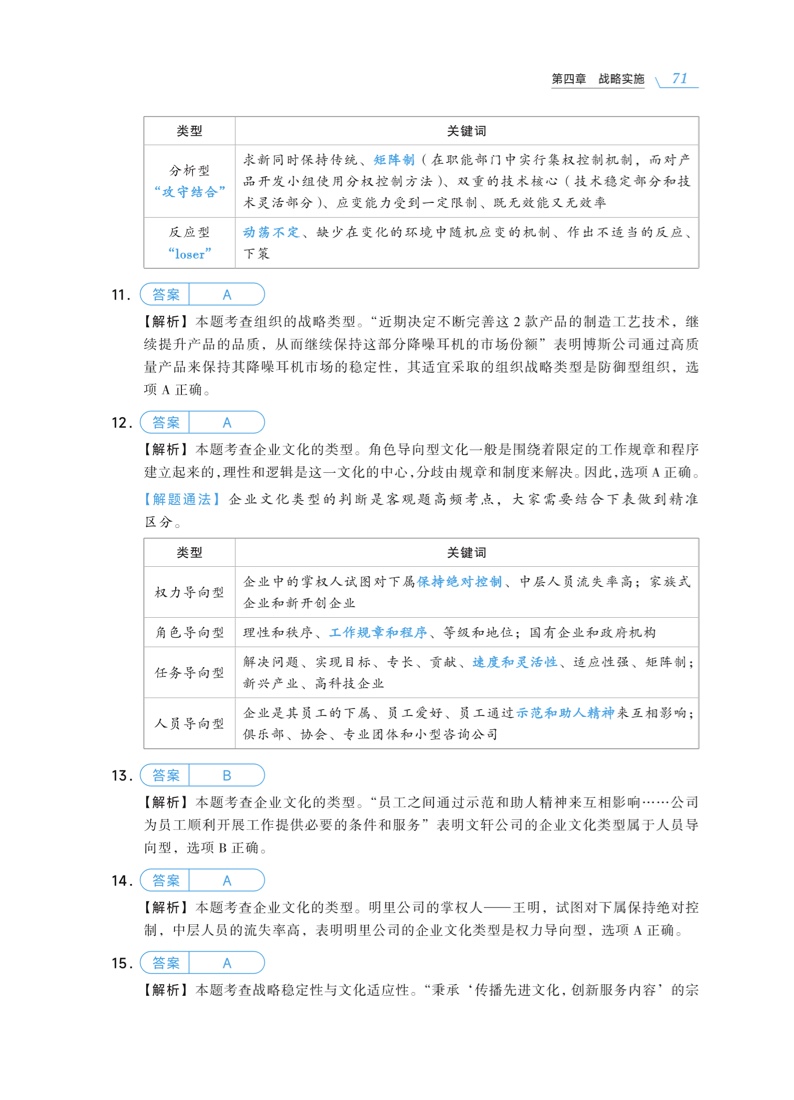 第四章 战略实施 71
类型 关键词
分析型
“攻守结合”
求新同时保持传统、矩阵制（在职能部门中实行集权控制机制，而对产
品开发小组使用分权控制方法）、双重的技术核心（技术稳定部分和技
术灵活部分）、应变能力受到一定限制、既无效能又无效率
反应型
“loser”
动荡不定、缺少在变化的环境中随机应变的机制、作出不适当的反应、
下策
11. 答案 A
【解析】本题考查组织的战略类型。“近期决定不断完善这 2 款产品的制造工艺技术，继
续提升产品的品质，从而继续保持这部分降噪耳机的市场份额”表明博斯公司通过高质
量产品来保持其降噪耳机市场的稳定性，其适宜采取的组织战略类型是防御型组织，选
项 A 正确。
12. 答案 A
【解析】本题考查企业文化的类型。角色导向型文化一般是围绕着限定的工作规章和程序
建立起来的，理性和逻辑是这一文化的中心，分歧由规章和制度来解决。因此，选项 A 正确。
【解题通法】企业文化类型的判断是客观题高频考点，大家需要结合下表做到精准
区分。
类型 关键词
权力导向型
企业中的掌权人试图对下属保持绝对控制、中层人员流失率高；家族式
企业和新开创企业
角色导向型 理性和秩序、工作规章和程序、等级和地位；国有企业和政府机构
任务导向型
解决问题、实现目标、专长、贡献、速度和灵活性、适应性强、矩阵制；
新兴产业、高科技企业
人员导向型
企业是其员工的下属、员工爱好、员工通过示范和助人精神来互相影响；
俱乐部、协会、专业团体和小型咨询公司
13. 答案 B
【解析】本题考查企业文化的类型。“员工之间通过示范和助人精神来互相影响……公司
为员工顺利开展工作提供必要的条件和服务”表明文轩公司的企业文化类型属于人员导
向型，选项 B 正确。
14. 答案 A
【解析】本题考查企业文化的类型。明里公司的掌权人——王明，试图对下属保持绝对控
制，中层人员的流失率高，表明明里公司的企业文化类型是权力导向型，选项 A 正确。
15. 答案 A
【解析】本题考查战略稳定性与文化适应性。“秉承‘传播先进文化，创新服务内容’的宗